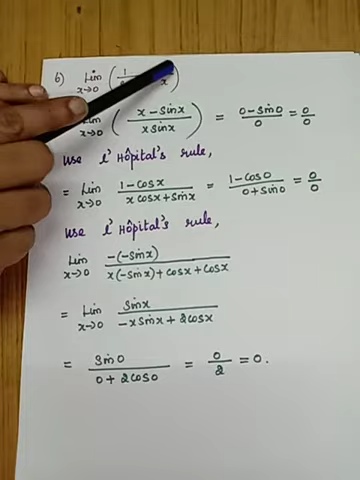 6) Lim x→0 ( 1/ x )
Lim x→0 ( x - sinx / x sinx ) = 0 - sin0 / 0 = 0/0
use l' Hôpital's rule,
= Lim x→0 1 - cosx / x cosx + sinx = 1 - cos0 / 0 + sin0 = 0/0
use l' Hôpital's rule,
Lim x→0 -(-sinx) / x(-sinx) + cosx + cosx
= Lim x→0 sinx / -x sinx + 2cosx
= sin0 / 0 + 2cos0 = 0/2 = 0.